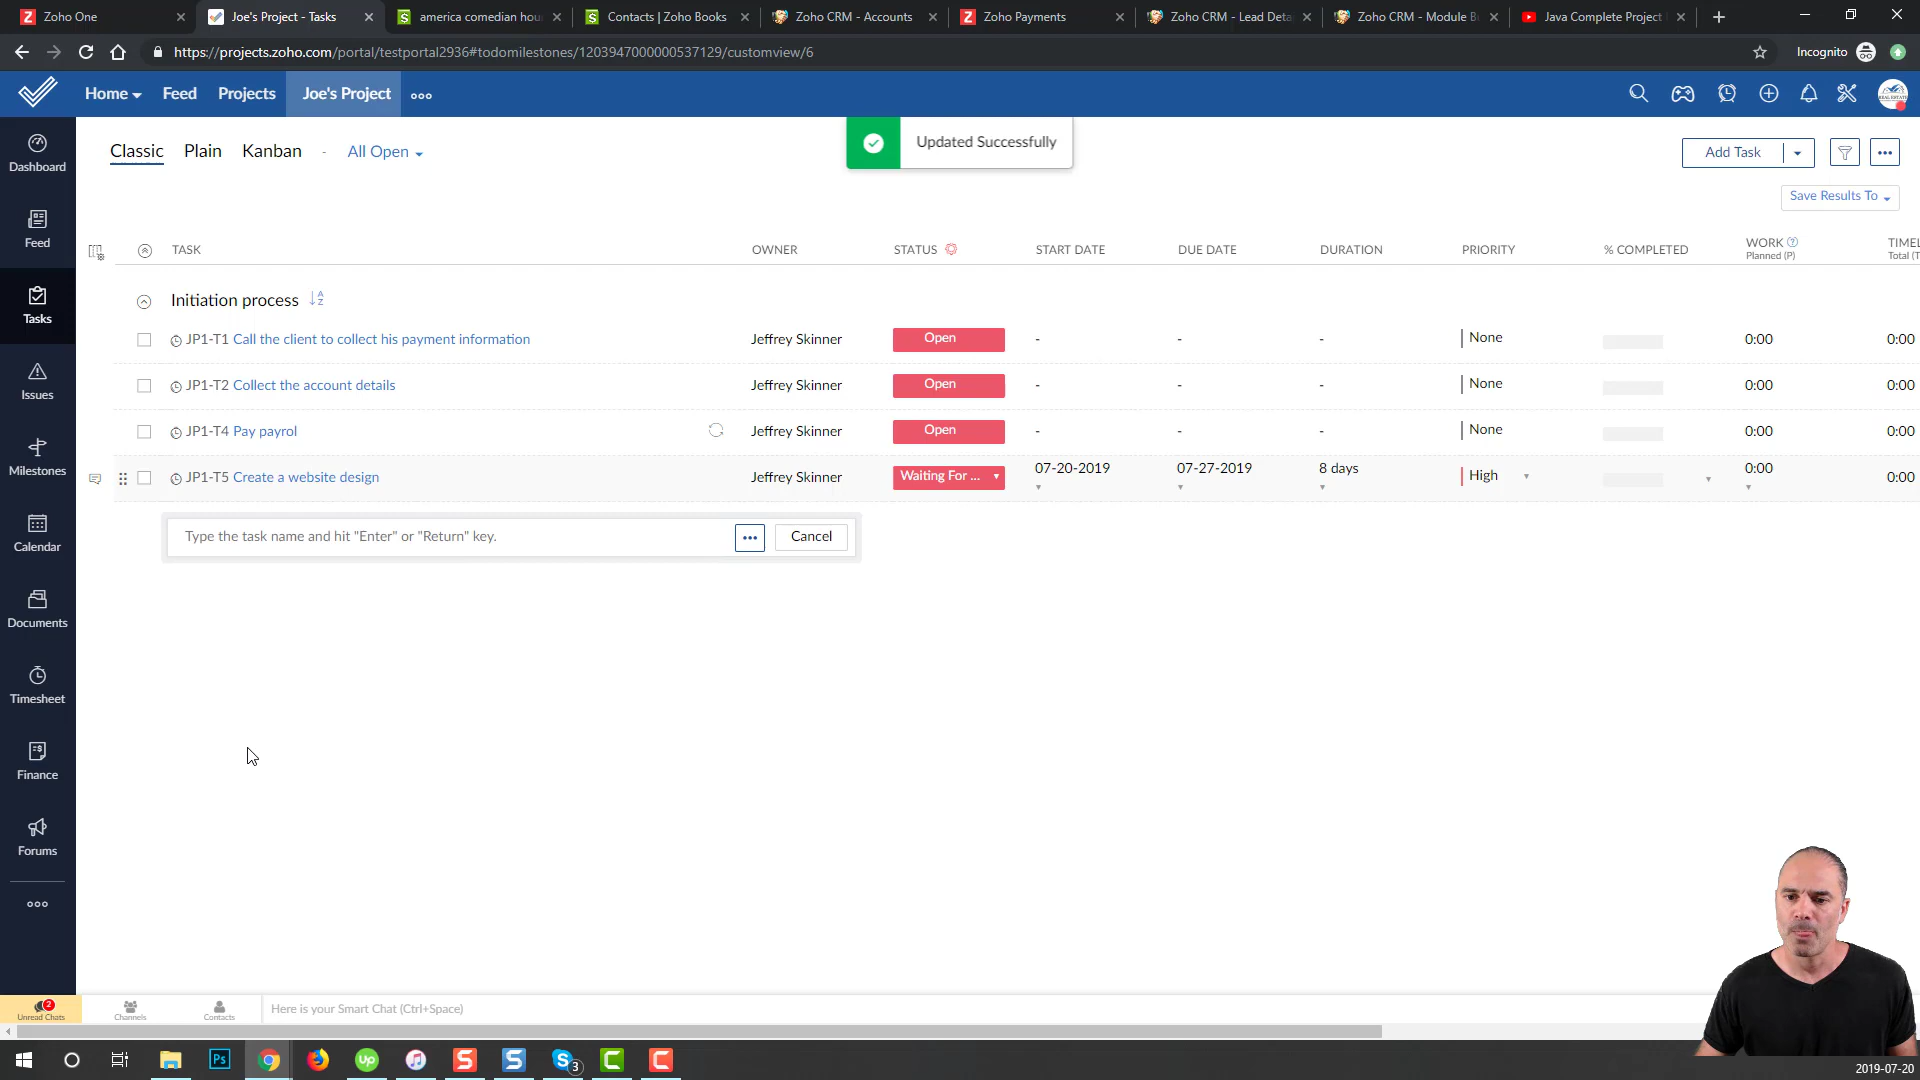 Zoho One
Joe's Project - Tasks
america comedian hou
Contacts | Zoho Books
Zoho CRM - Accounts
Zoho Payments
Zoho CRM - Lead Deta
Zoho CRM - Module B
Java Complete Project
https://projects.zoho.com/portal/testportal2936#todomilestones/1203947000000537129/customview/6
Incognito
Home
Feed
Projects
Joe's Project
Updated Successfully
Classic
Plain
Kanban
- All Open
Add Task
Save Results To
Dashboard
Feed
Tasks
Issues
Milestones
Calendar
Documents
Timesheet
Finance
Forums
TASK
OWNER
STATUS
START DATE
DUE DATE
DURATION
PRIORITY
% COMPLETED
WORK
Planned (P)
TIMEL
Total (T
Initiation process
JP1-T1 Call the client to collect his payment information
Jeffrey Skinner
Open
-
-
-
None
0:00
0:00
JP1-T2 Collect the account details
Jeffrey Skinner
Open
-
-
-
None
0:00
0:00
JP1-T4 Pay payrol
Jeffrey Skinner
Open
-
-
-
None
0:00
0:00
JP1-T5 Create a website design
Jeffrey Skinner
Waiting For ...
07-20-2019
07-27-2019
8 days
High
0:00
0:00
Type the task name and hit "Enter" or "Return" key.
Cancel
2
Unread Chats
Channels
Contacts
Here is your Smart Chat (Ctrl+Space)
Ps
up
3
2019-07-20